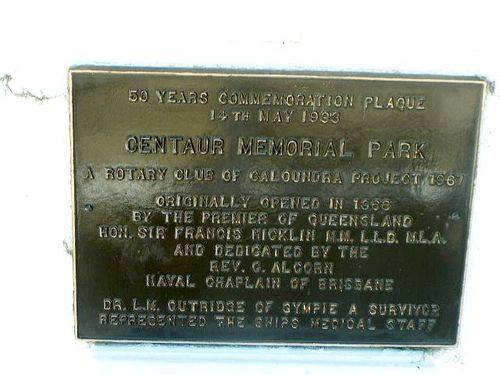 50 YEARS COMMEMORATION PLAQUE
14TH MAY 1993
CENTAUR MEMORIAL PARK
A ROTARY CLUB OF CALOUNDRA PROJECT 1967
ORIGINALLY OPENED IN 1968
BY THE PREMIER OF QUEENSLAND
HON. SIR FRANCIS NICKLIN M.M. L.L.D. M.L.A.
AND DEDICATED BY THE
REV. G. ALCORN
NAVAL CHAPLAIN OF BRISBANE
DR. L.M. OUTRIDGE OF GYMPIE A SURVIVOR
REPRESENTED THE SHIPS MEDICAL STAFF